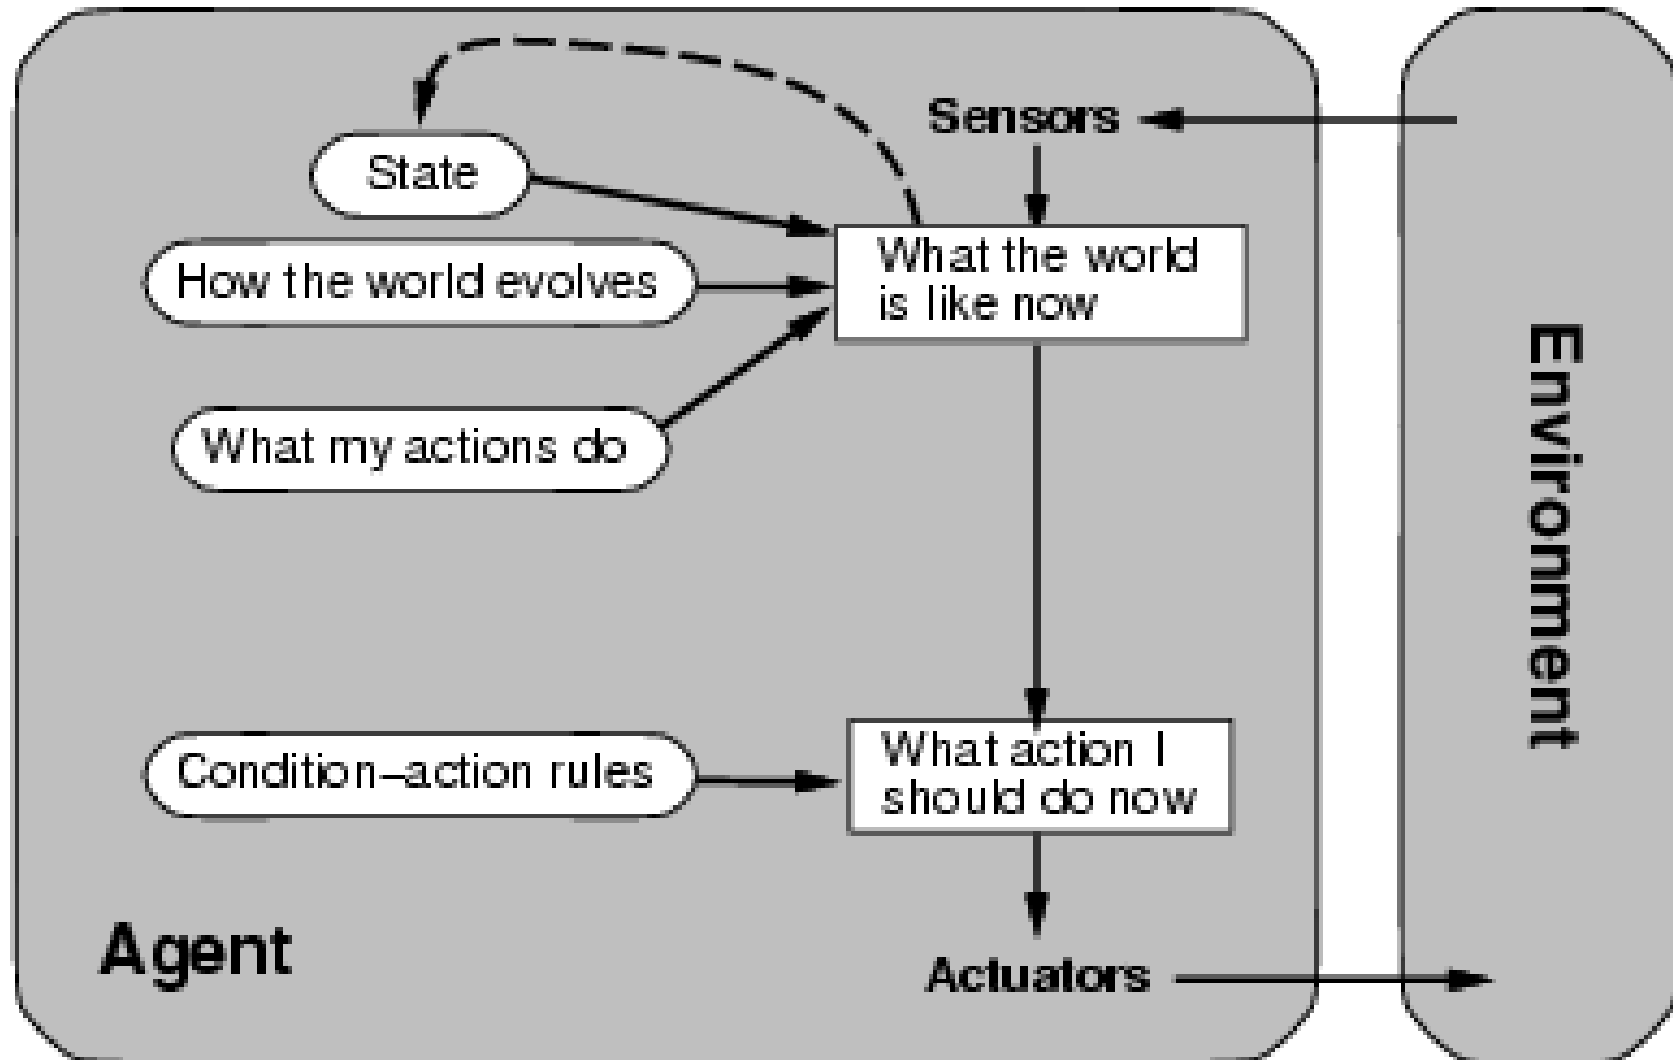 Sensors
State
What the world
is like now
How the world evolves
What my actions do
Environment
Condition–action rules
What action I
should do now
Agent
Actuators